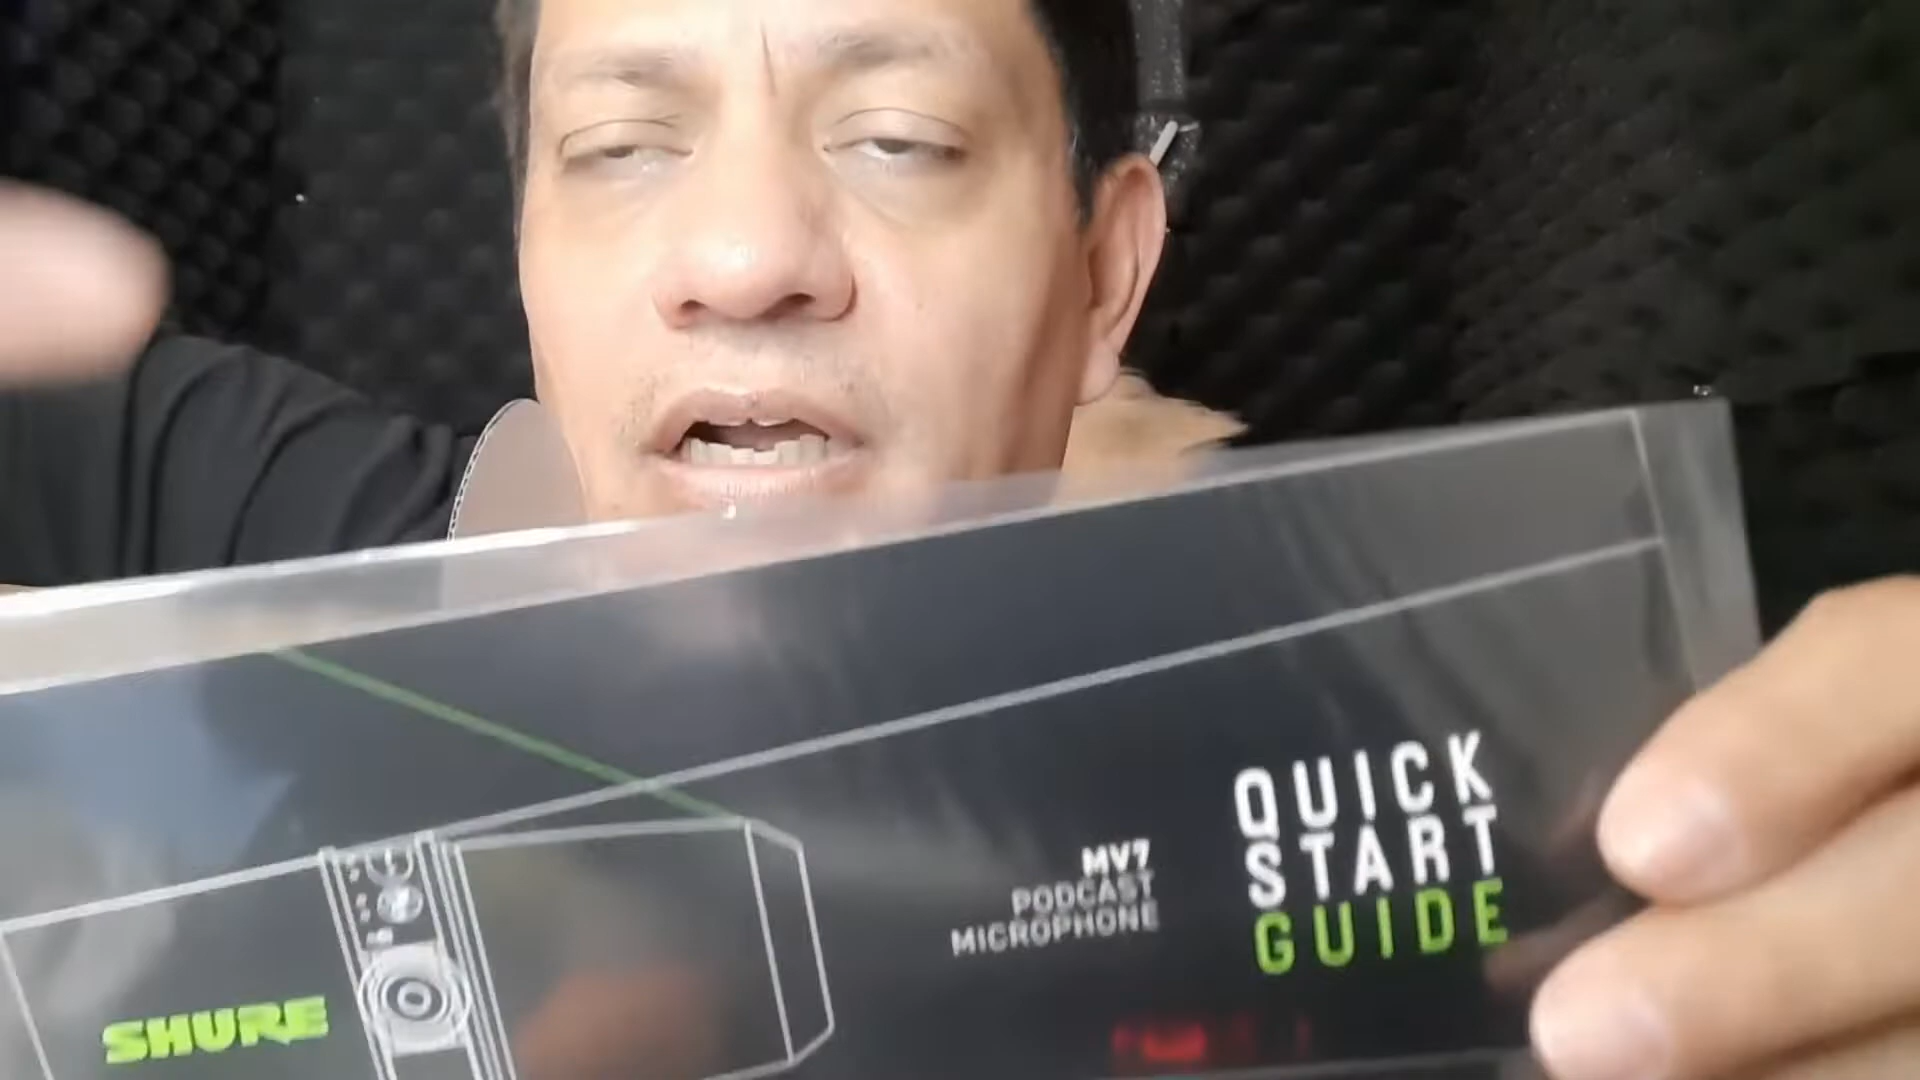 QUICK
START
GUIDE
MV7
PODCAST
MICROPHONE
SHURE